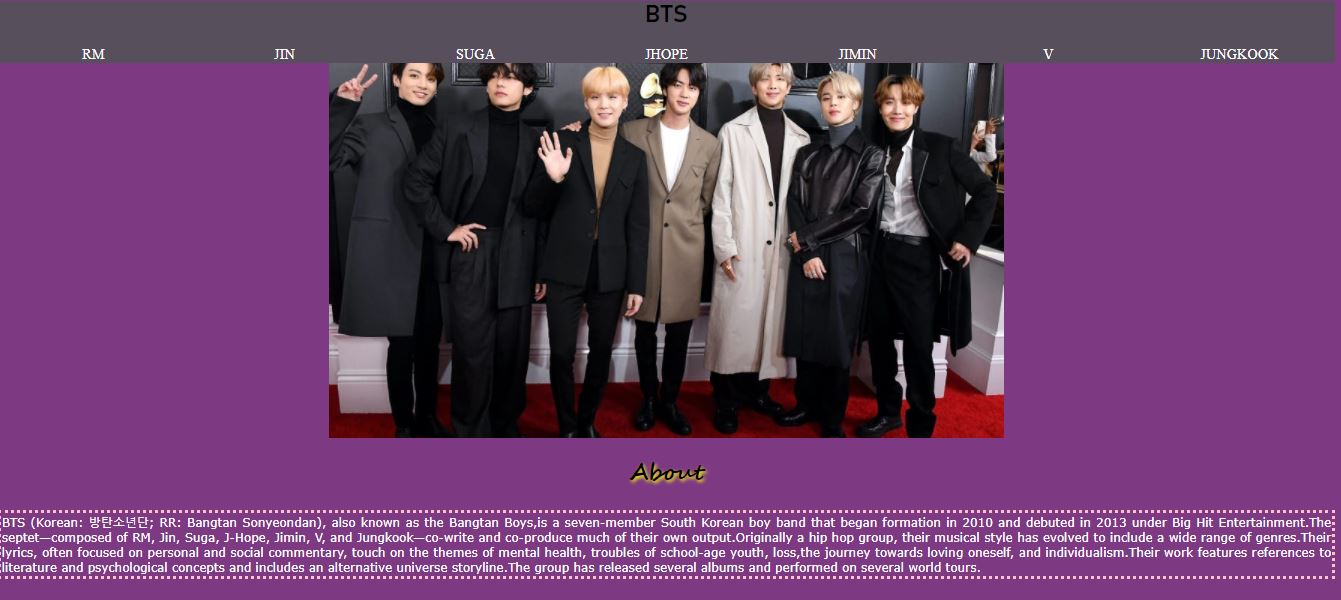 BTS
RM JIN SUGA JHOPE JIMIN V JUNGKOOK
About
BTS (Korean: 방탄소년단; RR: Bangtan Sonyeondan), also known as the Bangtan Boys,is a seven-member South Korean boy band that began formation in 2010 and debuted in 2013 under Big Hit Entertainment.The
septet—composed of RM, Jin, Suga, J-Hope, Jimin, V, and Jungkook—co-write and co-produce much of their own output.Originally a hip hop group, their musical style has evolved to include a wide range of genres.Their
lyrics, often focused on personal and social commentary, touch on the themes of mental health, troubles of school-age youth, loss,the journey towards loving oneself, and individualism.Their work features references to
literature and psychological concepts and includes an alternative universe storyline.The group has released several albums and performed on several world tours.